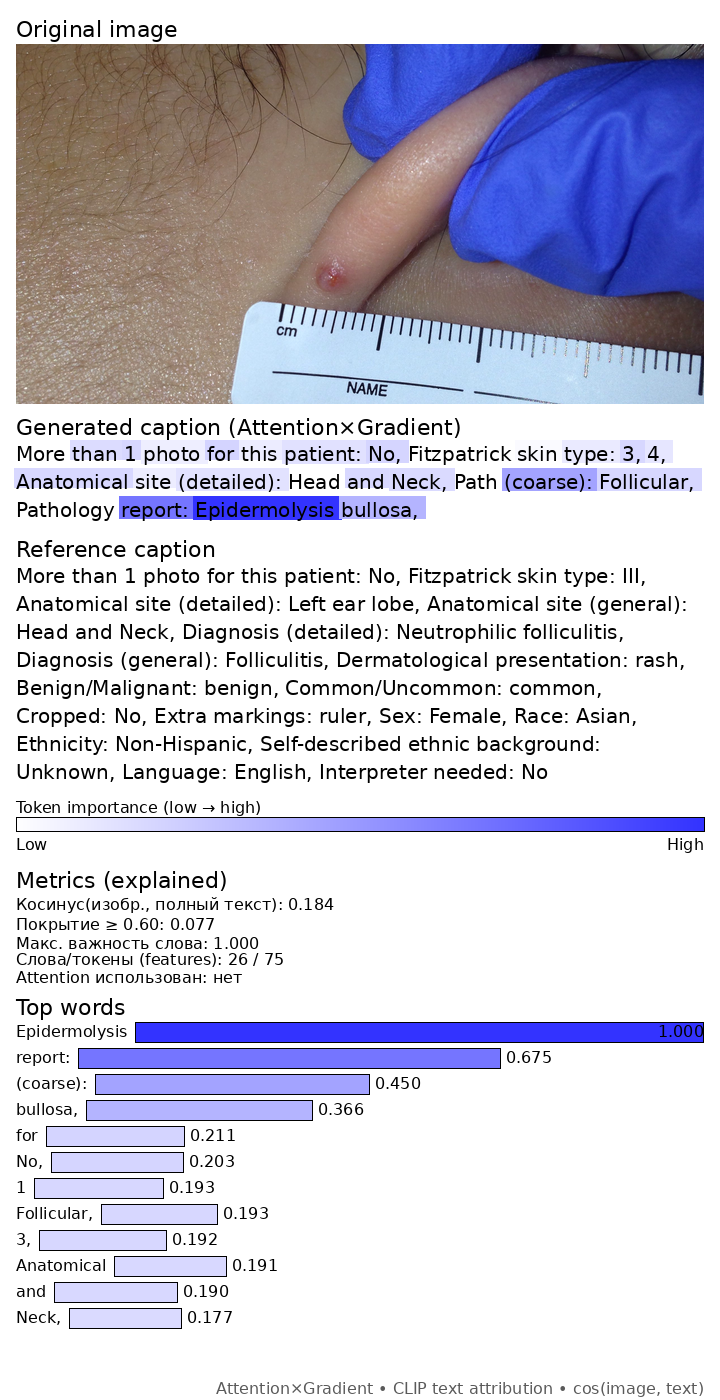 Original image
cm
NAME
Generated caption (Attention×Gradient)
More than 1 photo for this patient: No, Fitzpatrick skin type: 3, 4,
Anatomical site (detailed): Head and Neck, Path (coarse): Follicular,
Pathology report: Epidermolysis bullosa,
Reference caption
More than 1 photo for this patient: No, Fitzpatrick skin type: III,
Anatomical site (detailed): Left ear lobe, Anatomical site (general):
Head and Neck, Diagnosis (detailed): Neutrophilic folliculitis,
Diagnosis (general): Folliculitis, Dermatological presentation: rash,
Benign/Malignant: benign, Common/Uncommon: common,
Cropped: No, Extra markings: ruler, Sex: Female, Race: Asian,
Ethnicity: Non-Hispanic, Self-described ethnic background:
Unknown, Language: English, Interpreter needed: No
Token importance (low → high)
Low High
Metrics (explained)
Косинус(изобр., полный текст): 0.184
Покрытие ≥ 0.60: 0.077
Макс. важность слова: 1.000
Слова/токены (features): 26 / 75
Attention использован: нет
Top words
Epidermolysis 1.000
report: 0.675
(coarse): 0.450
bullosa, 0.366
for 0.211
No, 0.203
1 0.193
Follicular, 0.193
3, 0.192
Anatomical 0.191
and 0.190
Neck, 0.177
Attention×Gradient • CLIP text attribution • cos(image, text)